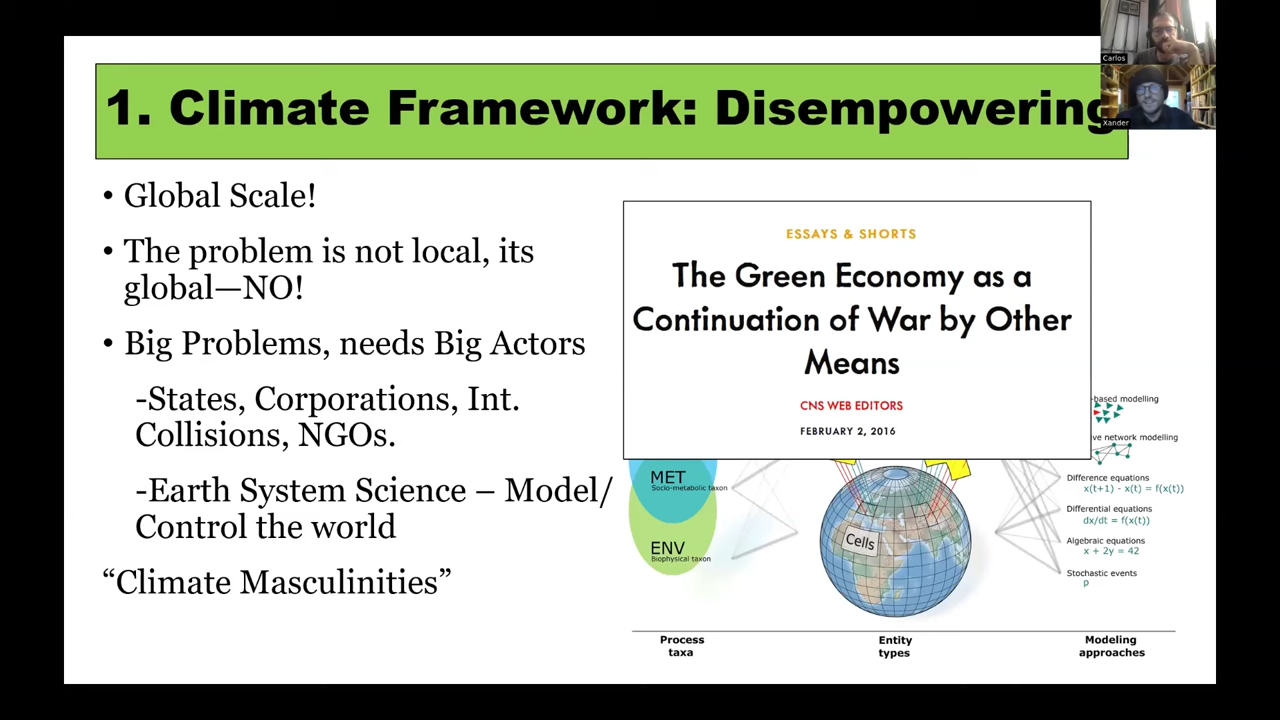 1. Climate Framework: Disempowering
Carlos
Xander
• Global Scale!
• The problem is not local, its
global—NO!
• Big Problems, needs Big Actors
-States, Corporations, Int.
Collisions, NGOs.
-Earth System Science – Model/
Control the world
“Climate Masculinities”
ESSAYS & SHORTS
The Green Economy as a
Continuation of War by Other
Means
CNS WEB EDITORS
FEBRUARY 2, 2016
MET
Socio-metabolic taxon
ENV
Biophysical taxon
Cells
-based modelling
ive network modelling
Difference equations
x(t+1) - x(t) = f(x(t))
Differential equations
dx/dt = f(x(t))
Algebraic equations
x + 2y = 42
Stochastic events
p
Process
taxa
Entity
types
Modeling
approaches